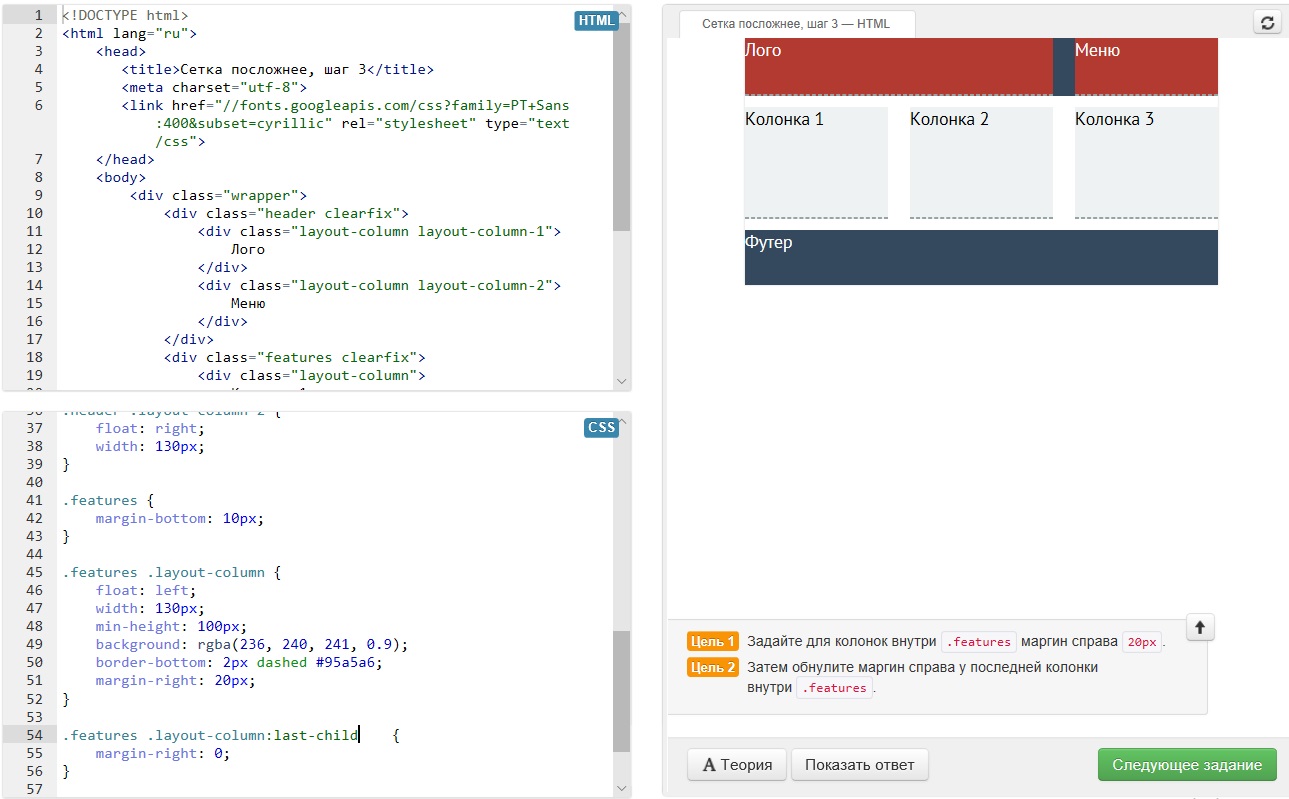 1 <!DOCTYPE html>
2 <html lang="ru">
3 <head>
4 <title>Сетка посложнее, шаг 3</title>
5 <meta charset="utf-8">
6 <link href="//fonts.googleapis.com/css?family=PT+Sans
:400&subset=cyrillic" rel="stylesheet" type="text
/css">
7 </head>
8 <body>
9 <div class="wrapper">
10 <div class="header clearfix">
11 <div class="layout-column layout-column-1">
12 Лого
13 </div>
14 <div class="layout-column layout-column-2">
15 Меню
16 </div>
17 </div>
18 <div class="features clearfix">
19 <div class="layout-column">
HTML
36 .header .layout-column-2 {
37 float: right;
38 width: 130px;
39 }
40
41 .features {
42 margin-bottom: 10px;
43 }
44
45 .features .layout-column {
46 float: left;
47 width: 130px;
48 min-height: 100px;
49 background: rgba(236, 240, 241, 0.9);
50 border-bottom: 2px dashed #95a5a6;
51 margin-right: 20px;
52 }
53
54 .features .layout-column:last-child {
55 margin-right: 0;
56 }
57
CSS
Сетка посложнее, шаг 3 — HTML
Лого Меню
Колонка 1 Колонка 2 Колонка 3
Футер
Цель 1 Задайте для колонок внутри .features маргин справа 20px.
Цель 2 Затем обнулите маргин справа у последней колонки
внутри .features.
A Теория Показать ответ Следующее задание